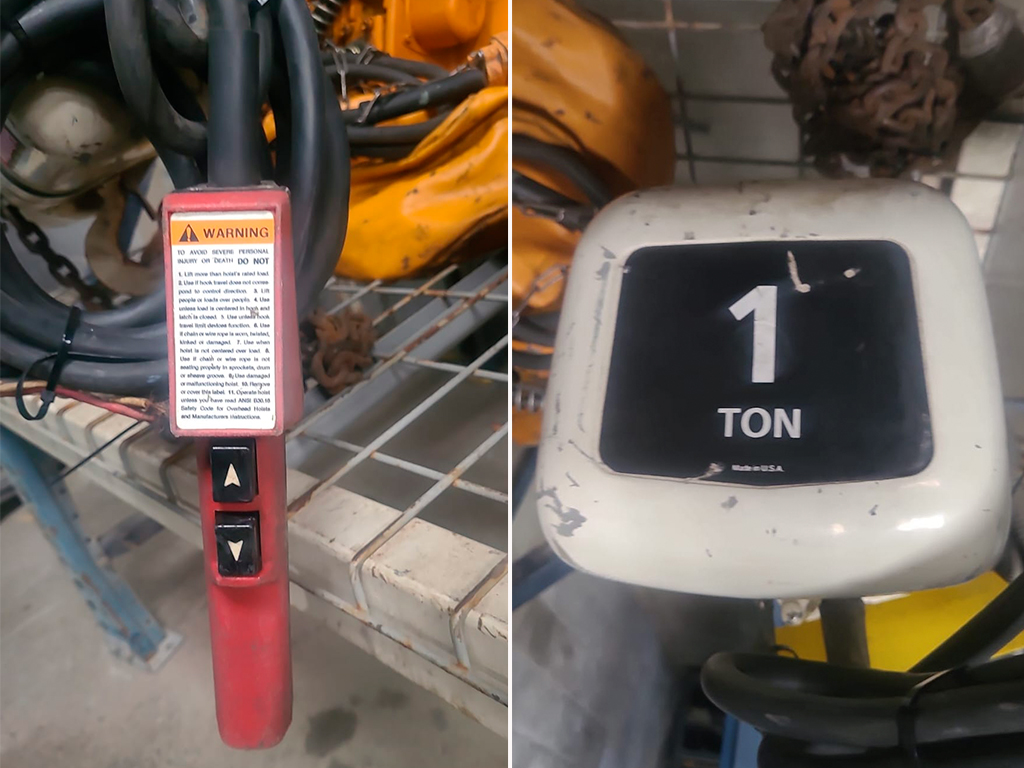 WARNING
TO AVOID SEVERE PERSONAL
INJURY OR DEATH DO NOT
1. Lift more than hoist's rated load.
2. Use if hook travel does not corres
pond to control direction. 3. Lift
people or loads over people. 4. Use
unless load is centered in hook and
latch is closed. 5. Use unless hook
travel limit devices function. 6. Use
if chain or wire rope is worn, twisted,
kinked or damaged. 7. Use when
hoist is not centered over load. 8.
Use if chain or wire rope is not
seating properly in sprockets, drum
or sheave groove. 9. Use damaged
or malfunctioning hoist. 10. Remove
or cover this label. 11. Operate hoist
unless you have read ANSI B30.16
Safety Code for Overhead Hoists
and Manufacturers Instructions.
1
TON
Made in U.S.A.